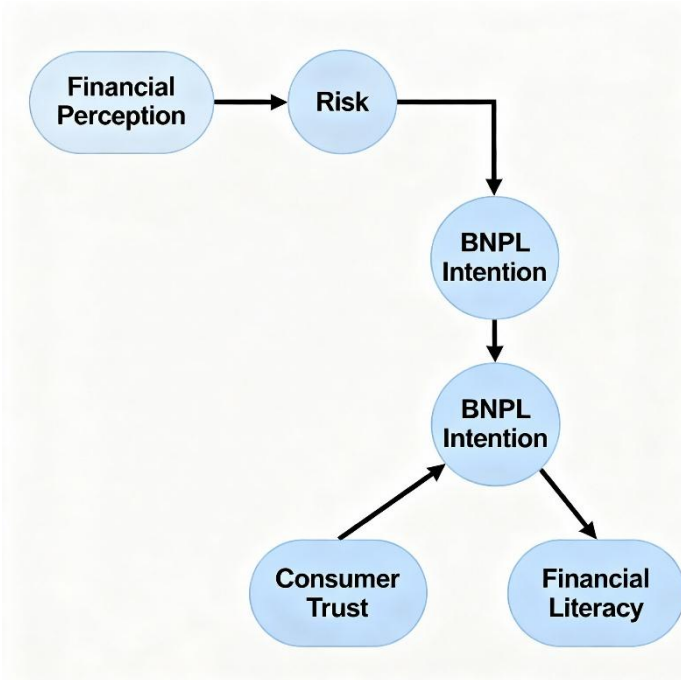 Financial
Perception
Risk
BNPL
Intention
BNPL
Intention
Consumer
Trust
Financial
Literacy